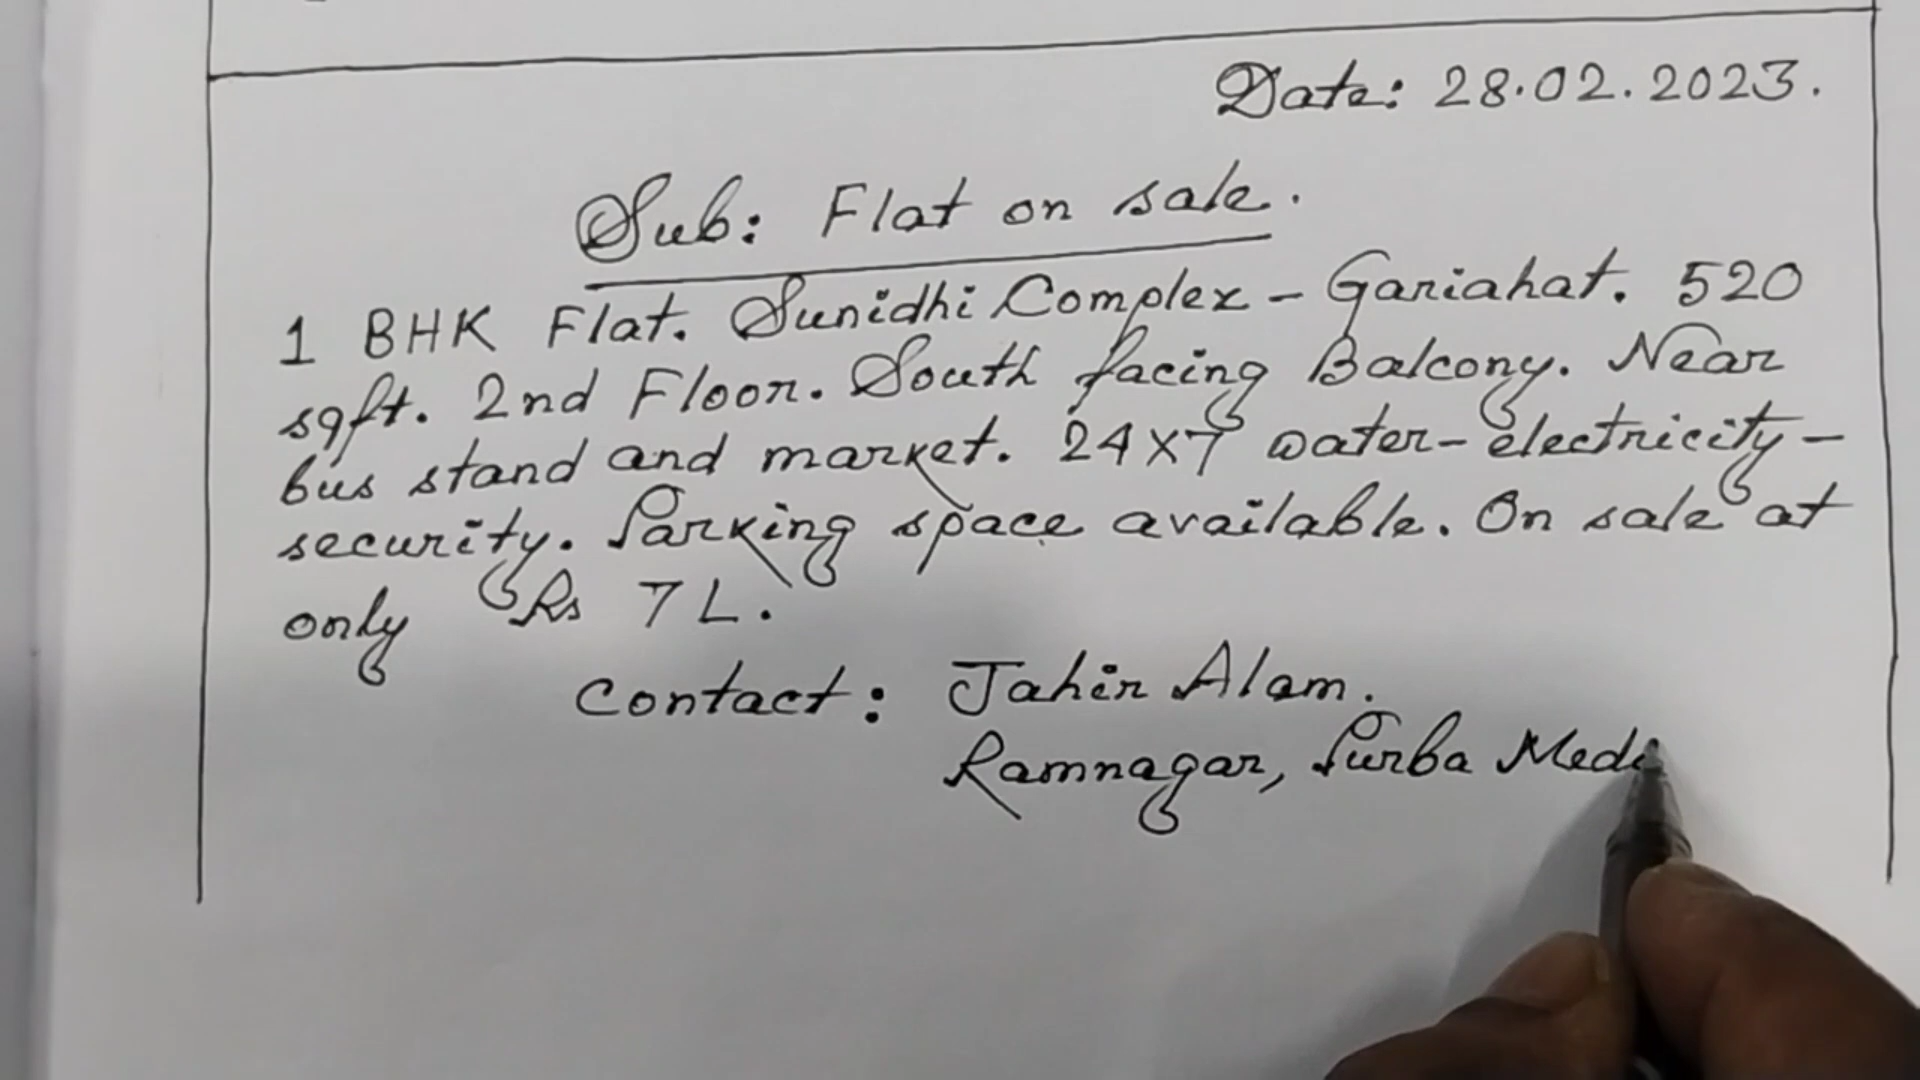 Date: 28.02.2023.
Sub: Flat on sale.
1 BHK Flat. Sunidhi Complex - Gariahat. 520
sqft. 2nd Floor. South facing Balcony. Near
bus stand and market. 24x7 water-electricity-
security. Parking space available. On sale at
only Rs 7 L.
Contact: Jahir Alam.
Ramnagar, Purba Med